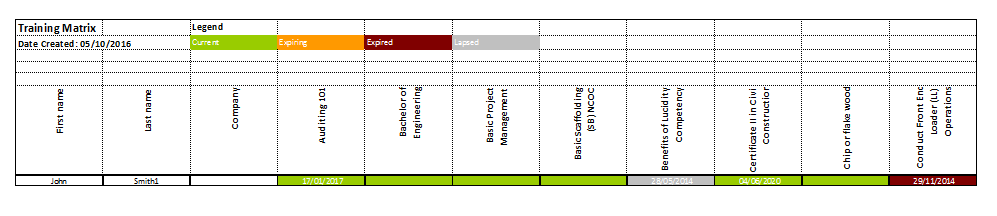 Training Matrix
Legend
Date Created: 05/10/2016
Current
Expiring
Expired
Lapsed
First name
Last name
Company
Auditing 101
Bachelor of
Engineering
Basic Project
Management
Basic Scaffolding
(SB) NCOC
Benefits of Lucidity
Competency
Certificate II in Civi
Construction
Chip or flake wood
Conduct Front End
Loader (LL)
Operations
John
Smith1
17/01/2017
28/05/2014
04/06/2020
29/11/2014